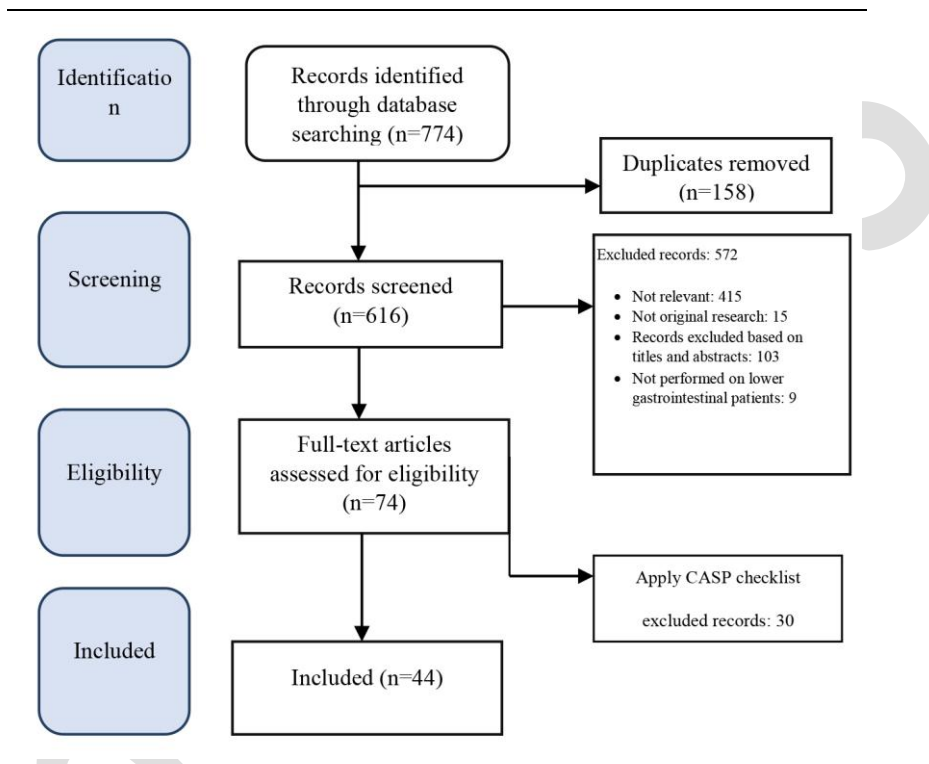 Identificatio
n
Records identified
through database
searching (n=774)
Duplicates removed
(n=158)
Screening
Records screened
(n=616)
Excluded records: 572
• Not relevant: 415
• Not original research: 15
• Records excluded based on
titles and abstracts: 103
• Not performed on lower
gastrointestinal patients: 9
Eligibility
Full-text articles
assessed for eligibility
(n=74)
Apply CASP checklist
excluded records: 30
Included
Included (n=44)